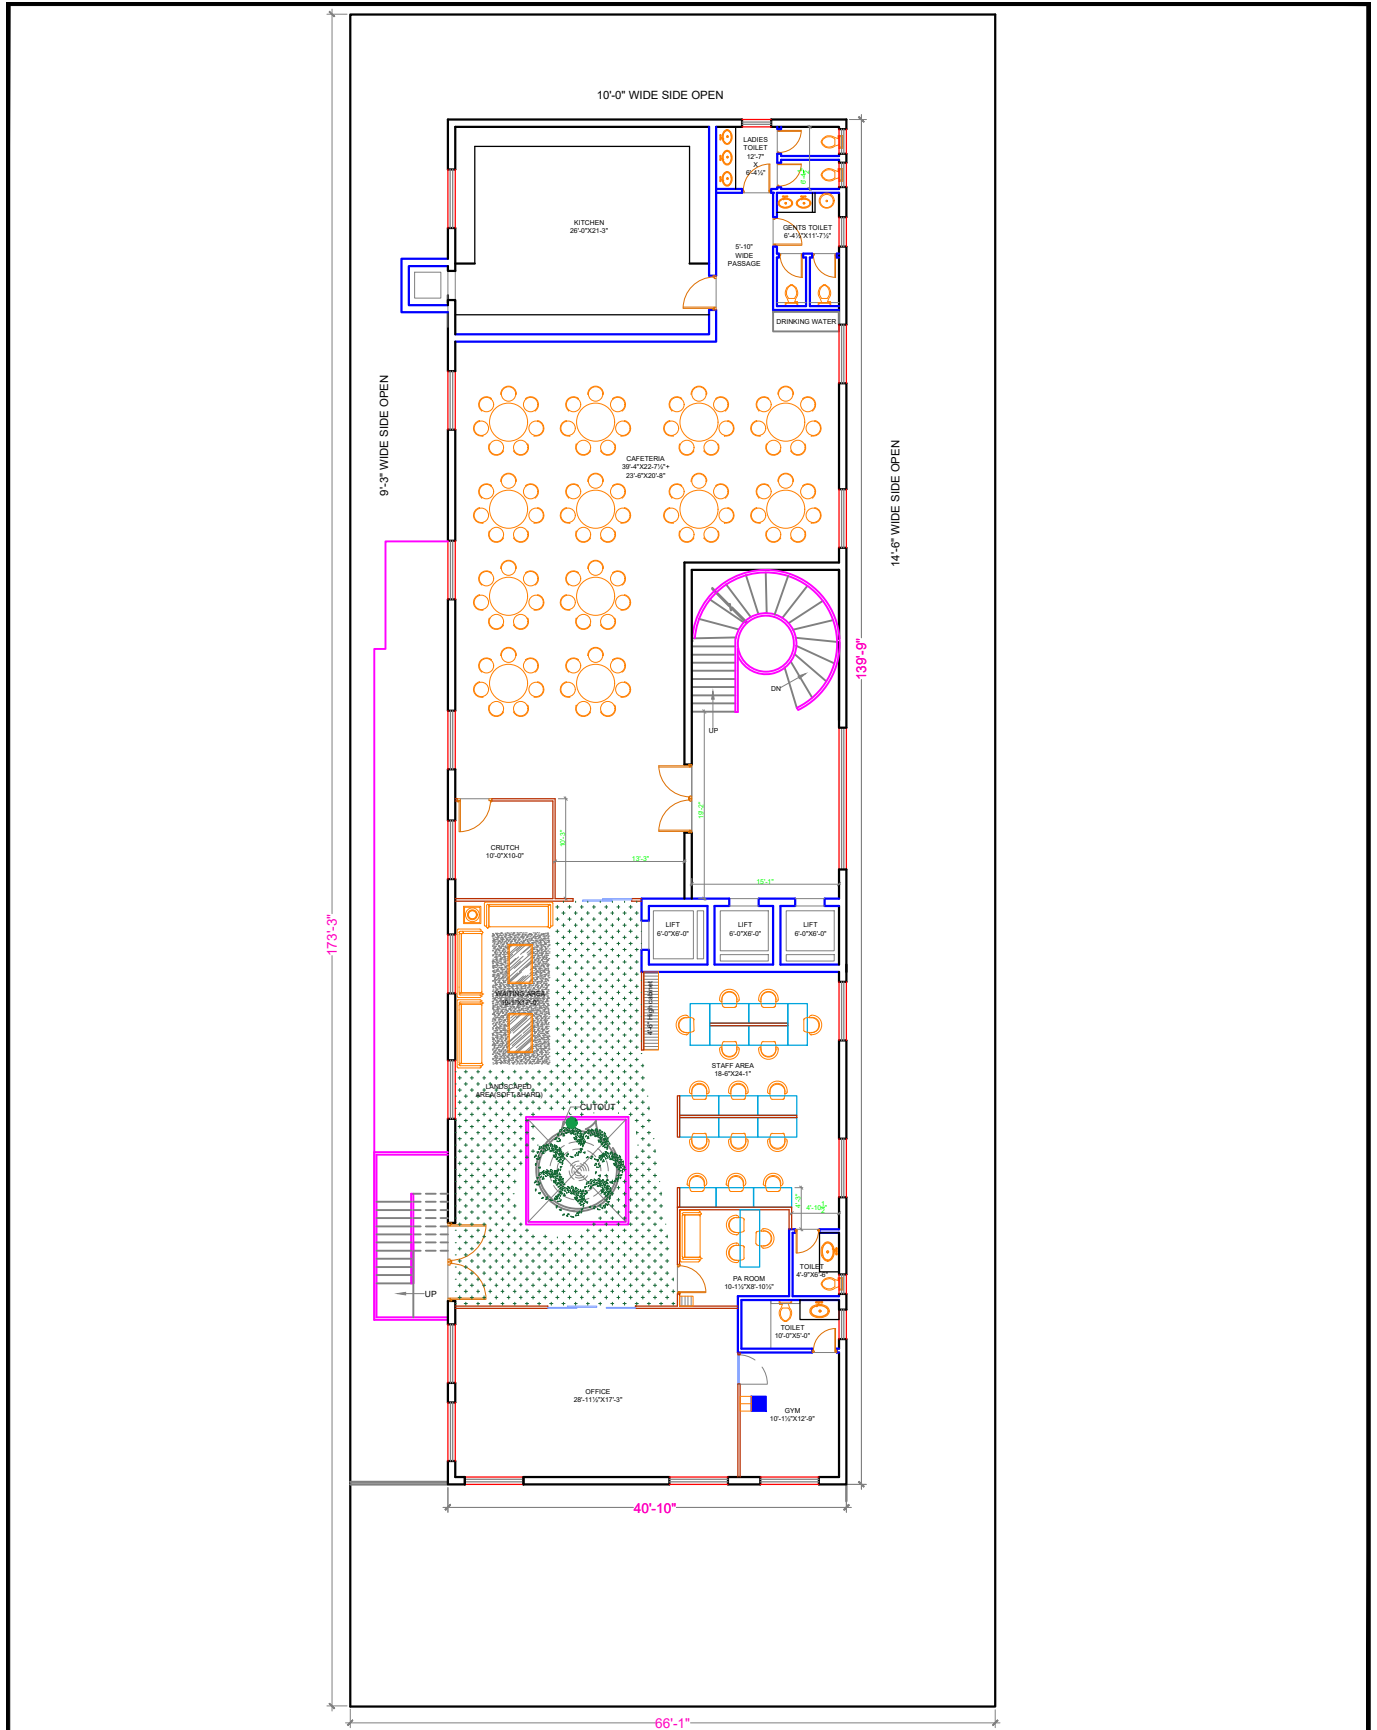 10'-0" WIDE SIDE OPEN
LADIES
TOILET
12'-7"
X
6'-4½"
KITCHEN
26'-0"X21-3"
GENTS TOILET
6'-4½"X11'-7½"
5'-10"
WIDE
PASSAGE
DRINKING WATER
9'-3" WIDE SIDE OPEN
CAFETERIA
39'-4"X22-7½"+
23'-6"X20'-8"
14'-6" WIDE SIDE OPEN
139'-9"
DN
UP
CRUTCH
10'-0"X10-0"
10'-3"
13'-3"
19'-2"
15'-1"
173'-3"
LIFT
6'-0"X6'-0"
LIFT
6'-0"X6'-0"
LIFT
6'-0"X6'-0"
WAITING AREA
STAFF AREA
18-6"X24-1"
LANDSCAPED
AREA(SOFT &HARD)
CUTOUT
4'-3"
PA ROOM
10-1½"X8'-10½"
TOILET
4'-9"X6'-6"
UP
TOILET
10'-0"X5'-0"
OFFICE
28'-11½"X17'-3"
GYM
10'-1½"X12'-9"
40'-10"
66'-1"